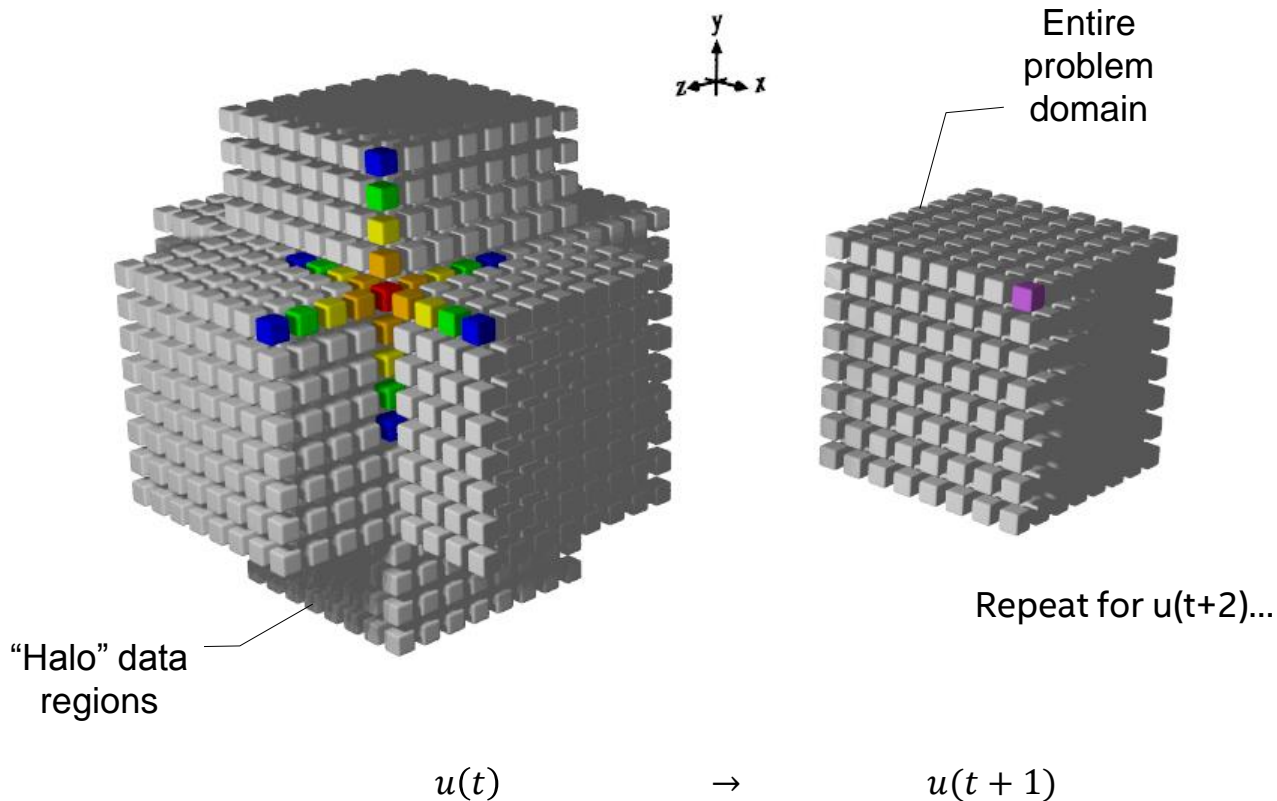 Entire
problem
domain
y
z x
Repeat for u(t+2)...
“Halo” data
regions
u(t) → u(t + 1)